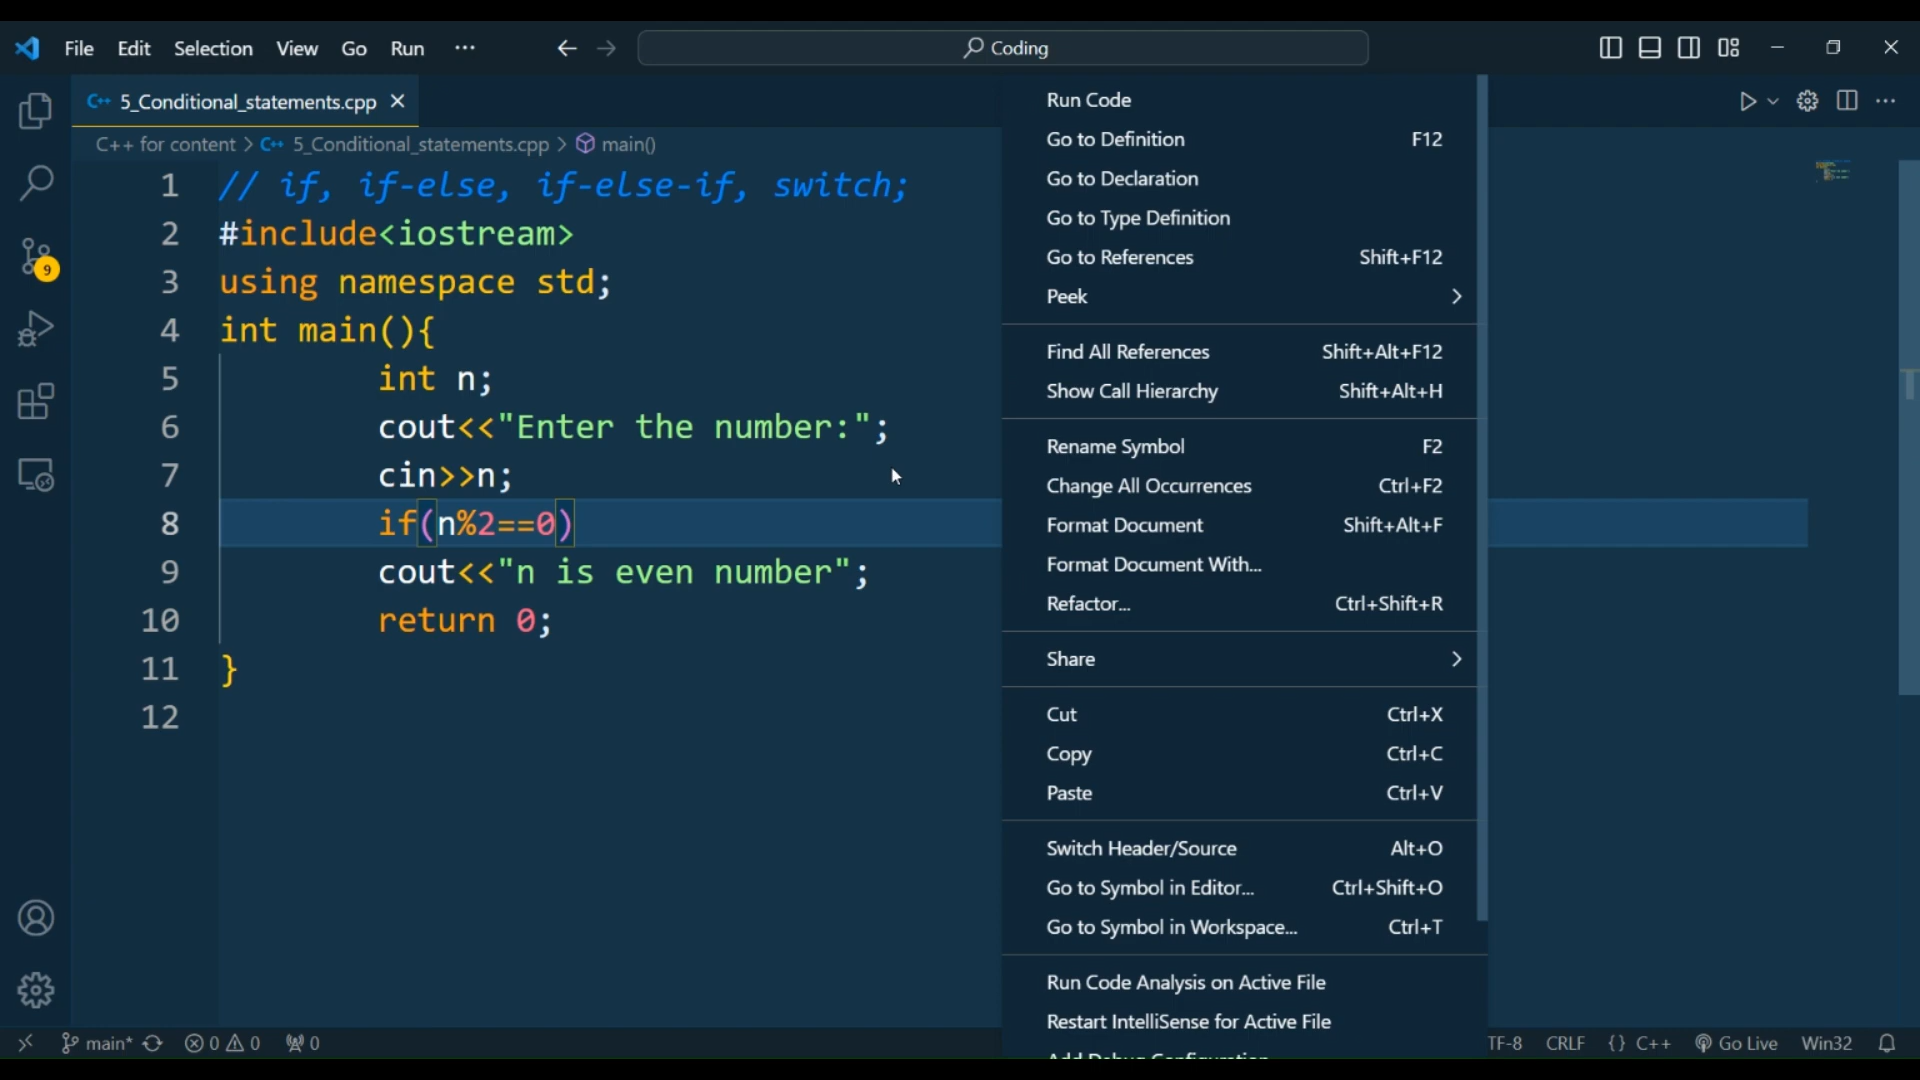 File Edit Selection View Go Run ···
Coding
C++ 5_Conditional_statements.cpp
C++ for content > C++ 5_Conditional_statements.cpp > main()
1 // if, if-else, if-else-if, switch;
2 #include<iostream>
3 using namespace std;
4 int main(){
5 int n;
6 cout<<"Enter the number:";
7 cin>>n;
8 if(n%2==0)
9 cout<<"n is even number";
10 return 0;
11 }
12
9
Run Code
Go to Definition F12
Go to Declaration
Go to Type Definition
Go to References Shift+F12
Peek
Find All References Shift+Alt+F12
Show Call Hierarchy Shift+Alt+H
Rename Symbol F2
Change All Occurrences Ctrl+F2
Format Document Shift+Alt+F
Format Document With...
Refactor... Ctrl+Shift+R
Share
Cut Ctrl+X
Copy Ctrl+C
Paste Ctrl+V
Switch Header/Source Alt+O
Go to Symbol in Editor... Ctrl+Shift+O
Go to Symbol in Workspace... Ctrl+T
Run Code Analysis on Active File
Restart IntelliSense for Active File
Add Debug Configuration
main* 0 0 0 TF-8 CRLF {} C++ Go Live Win32